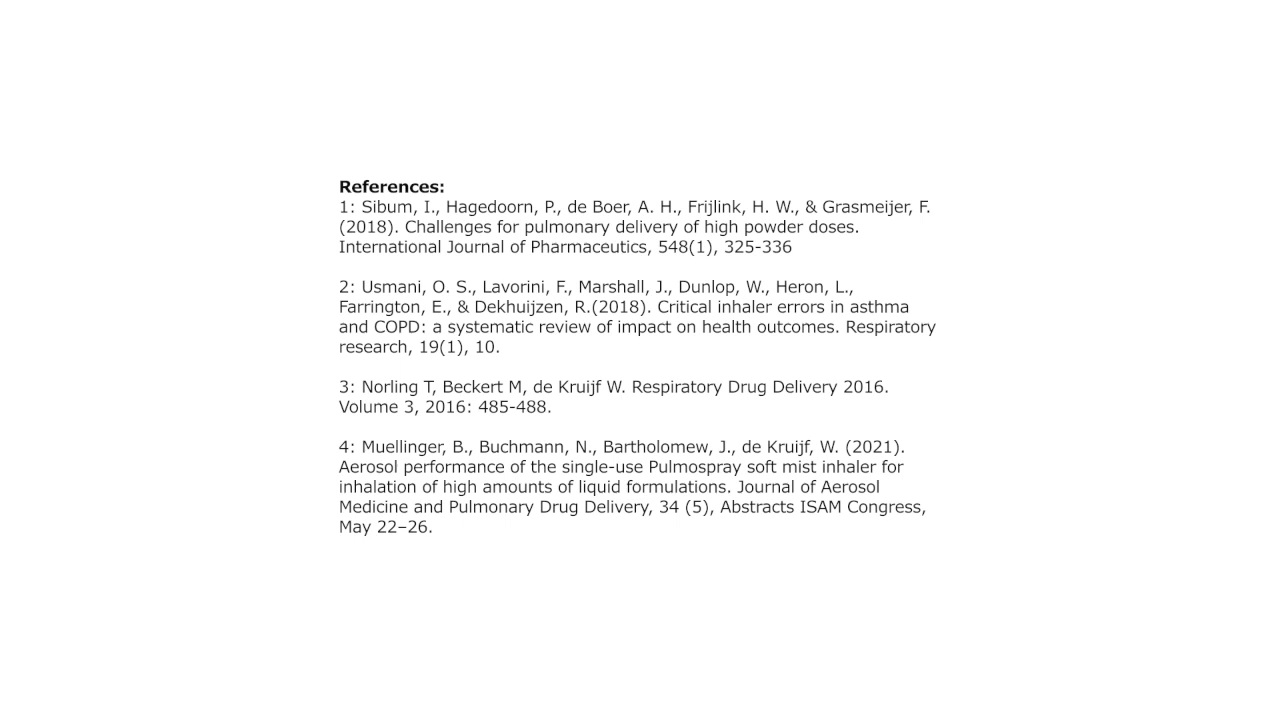 References:
1: Sibum, I., Hagedoorn, P., de Boer, A. H., Frijlink, H. W., & Grasmeijer, F.
(2018). Challenges for pulmonary delivery of high powder doses.
International Journal of Pharmaceutics, 548(1), 325-336
2: Usmani, O. S., Lavorini, F., Marshall, J., Dunlop, W., Heron, L.,
Farrington, E., & Dekhuijzen, R.(2018). Critical inhaler errors in asthma
and COPD: a systematic review of impact on health outcomes. Respiratory
research, 19(1), 10.
3: Norling T, Beckert M, de Kruijf W. Respiratory Drug Delivery 2016.
Volume 3, 2016: 485-488.
4: Muellinger, B., Buchmann, N., Bartholomew, J., de Kruijf, W. (2021).
Aerosol performance of the single-use Pulmospray soft mist inhaler for
inhalation of high amounts of liquid formulations. Journal of Aerosol
Medicine and Pulmonary Drug Delivery, 34 (5), Abstracts ISAM Congress,
May 22–26.